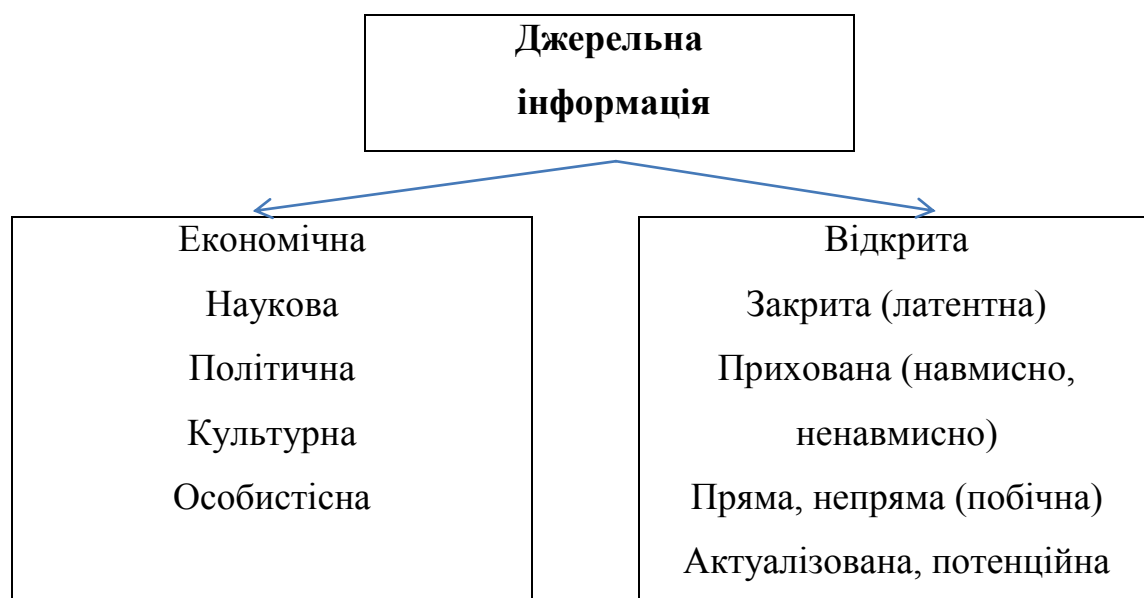 Джерельна
інформація
Економічна
Наукова
Політична
Культурна
Особистісна
Відкрита
Закрита (латентна)
Прихована (навмисно,
ненавмисно)
Пряма, непряма (побічна)
Актуалізована, потенційна